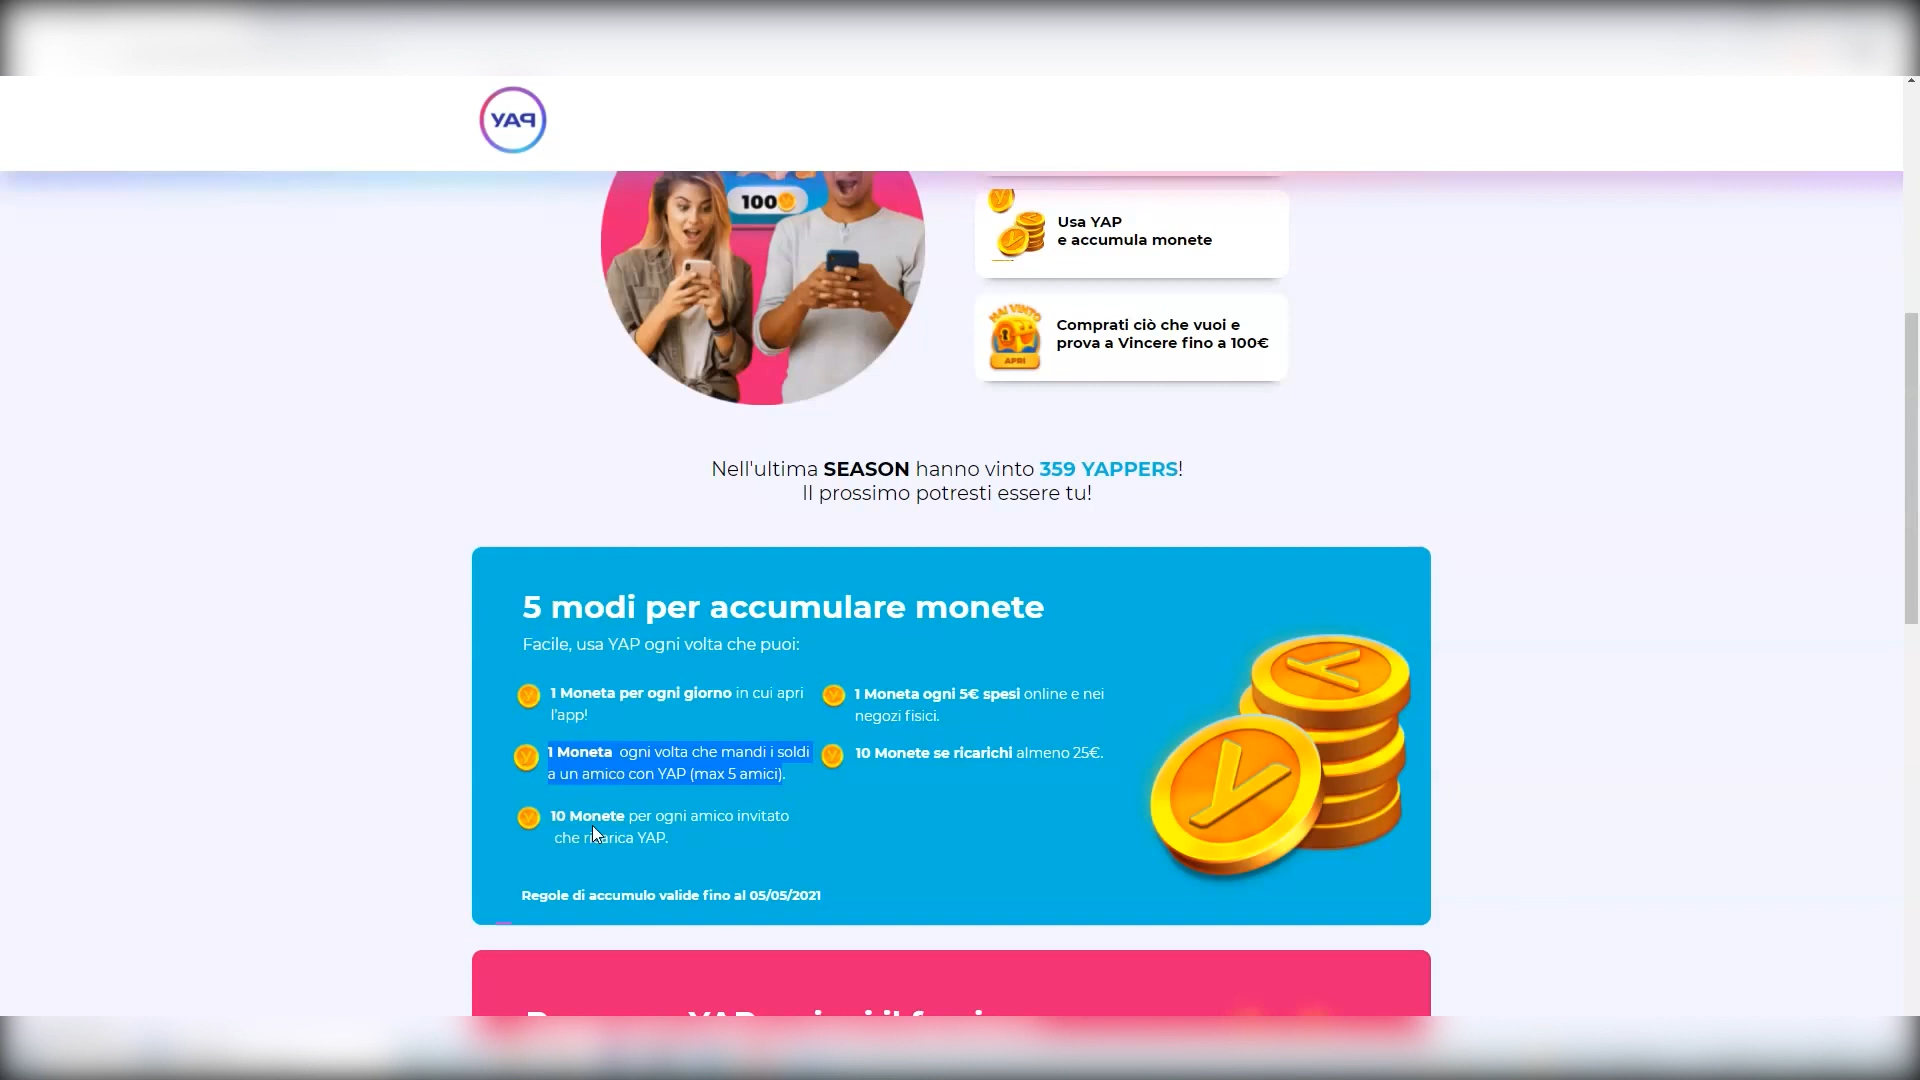 YAP
100
Usa YAP
e accumula monete
HAI VINTO
APRI
Comprati ciò che vuoi e
prova a Vincere fino a 100€
Nell'ultima SEASON hanno vinto 359 YAPPERS!
Il prossimo potresti essere tu!
5 modi per accumulare monete
Facile, usa YAP ogni volta che puoi:
1 Moneta per ogni giorno in cui apri
l'app!
1 Moneta ogni volta che mandi i soldi
a un amico con YAP (max 5 amici).
10 Monete per ogni amico invitato
che ricarica YAP.
1 Moneta ogni 5€ spesi online e nei
negozi fisici.
10 Monete se ricarichi almeno 25€.
Regole di accumulo valide fino al 05/05/2021